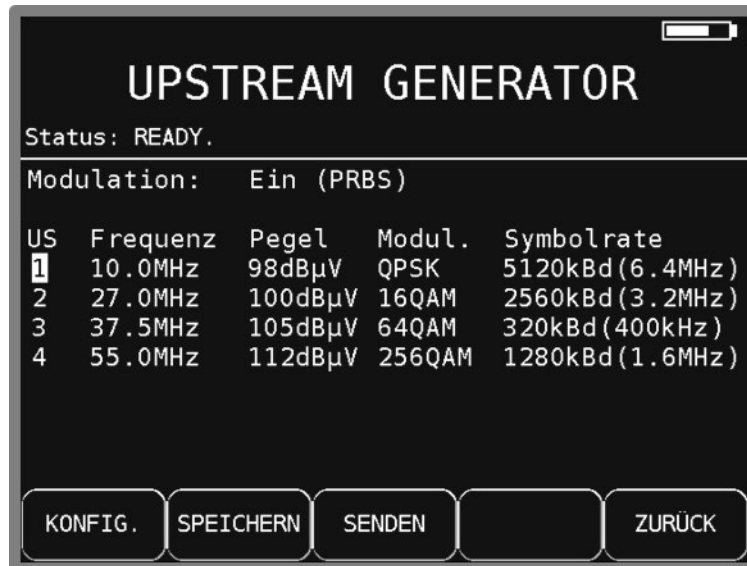 UPSTREAM GENERATOR
Status: READY.
Modulation: Ein (PRBS)
US Frequenz Pegel Modul. Symbolrate
1 10.0MHz 98dBµV QPSK 5120kBd(6.4MHz)
2 27.0MHz 100dBµV 16QAM 2560kBd(3.2MHz)
3 37.5MHz 105dBµV 64QAM 320kBd(400kHz)
4 55.0MHz 112dBµV 256QAM 1280kBd(1.6MHz)
KONFIG. SPEICHERN SENDEN ZURÜCK